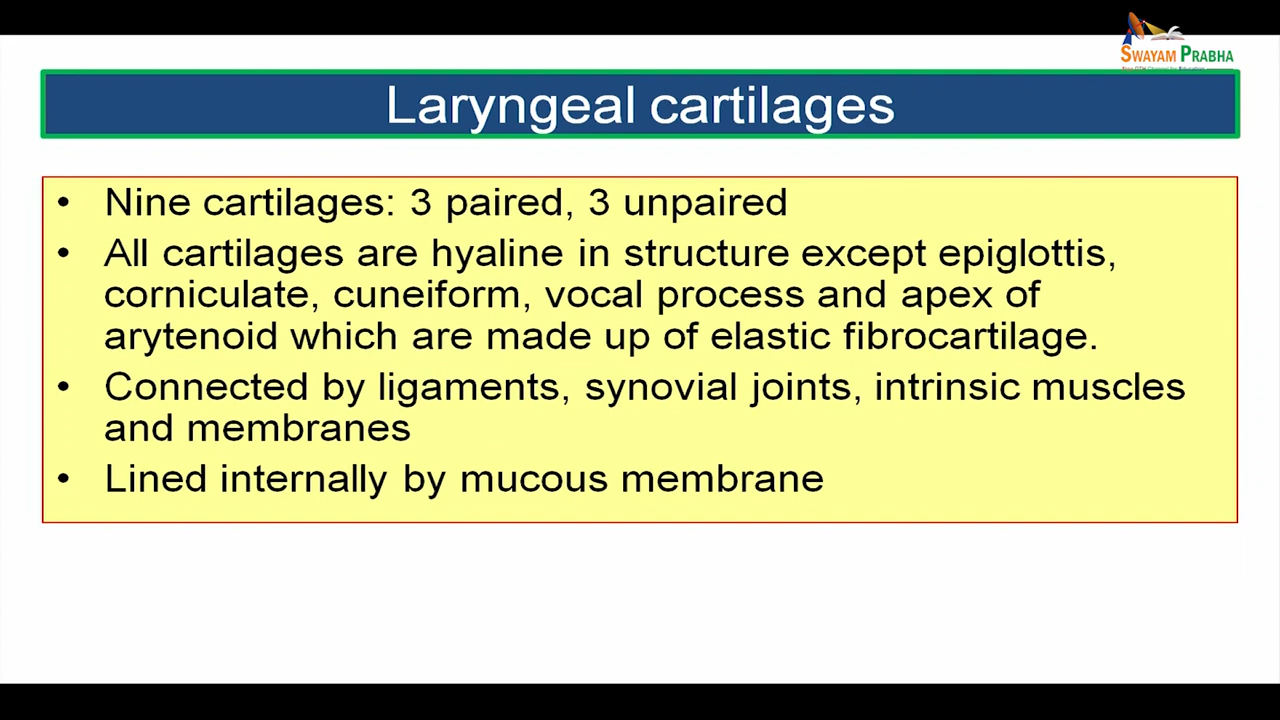 SWAYAM PRABHA
Laryngeal cartilages
• Nine cartilages: 3 paired, 3 unpaired
• All cartilages are hyaline in structure except epiglottis,
corniculate, cuneiform, vocal process and apex of
arytenoid which are made up of elastic fibrocartilage.
• Connected by ligaments, synovial joints, intrinsic muscles
and membranes
• Lined internally by mucous membrane